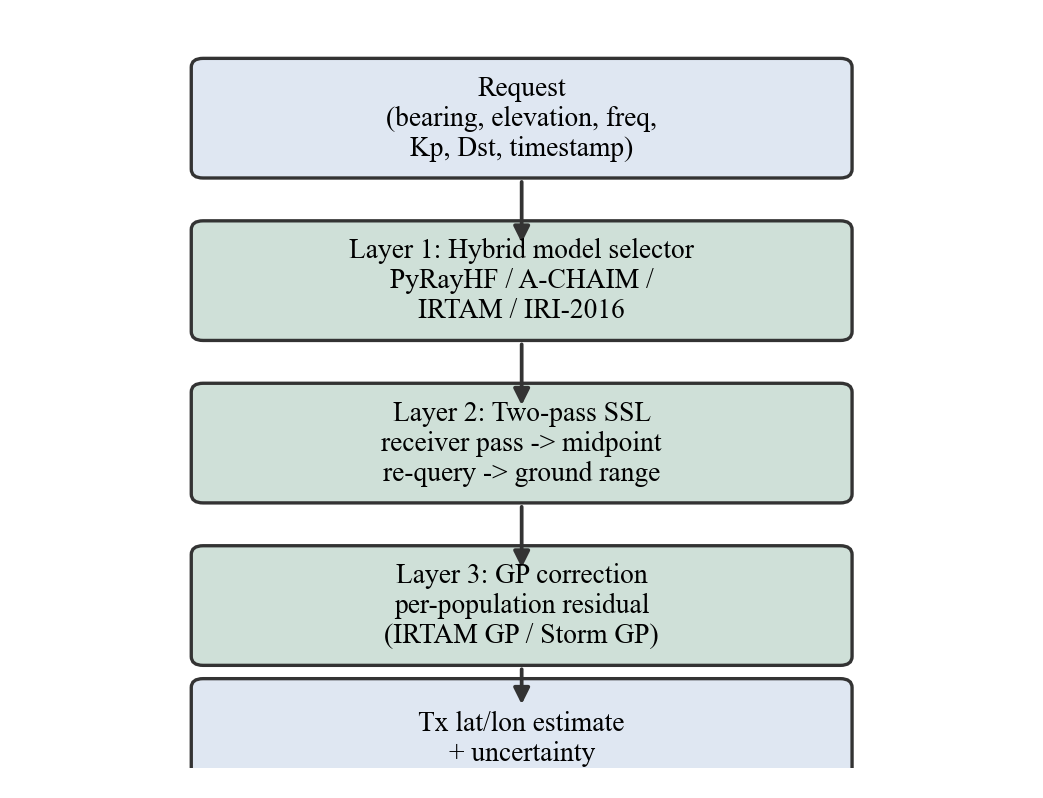 Request
(bearing, elevation, freq,
Kp, Dst, timestamp)
Layer 1: Hybrid model selector
PyRayHF / A-CHAIM /
IRTAM / IRI-2016
Layer 2: Two-pass SSL
receiver pass -> midpoint
re-query -> ground range
Layer 3: GP correction
per-population residual
(IRTAM GP / Storm GP)
Tx lat/lon estimate
+ uncertainty